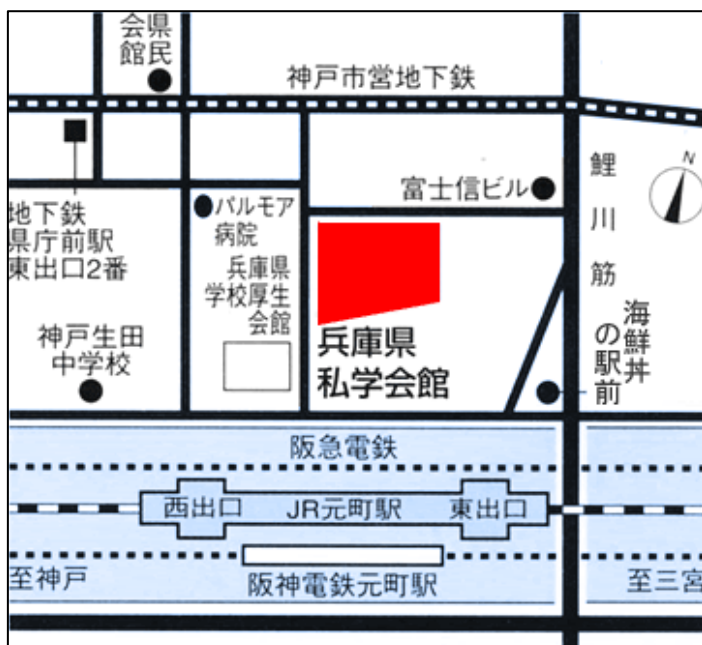 会県
館民
神戸市営地下鉄
富士信ビル
鯉川筋
N
地下鉄
県庁前駅
東出口2番
パルモア
病院
兵庫県
学校厚生
会館
神戸生田
中学校
兵庫県
私学会館
海鮮丼
の駅前
阪急電鉄
西出口
JR元町駅
東出口
至神戸
阪神電鉄元町駅
至三宮